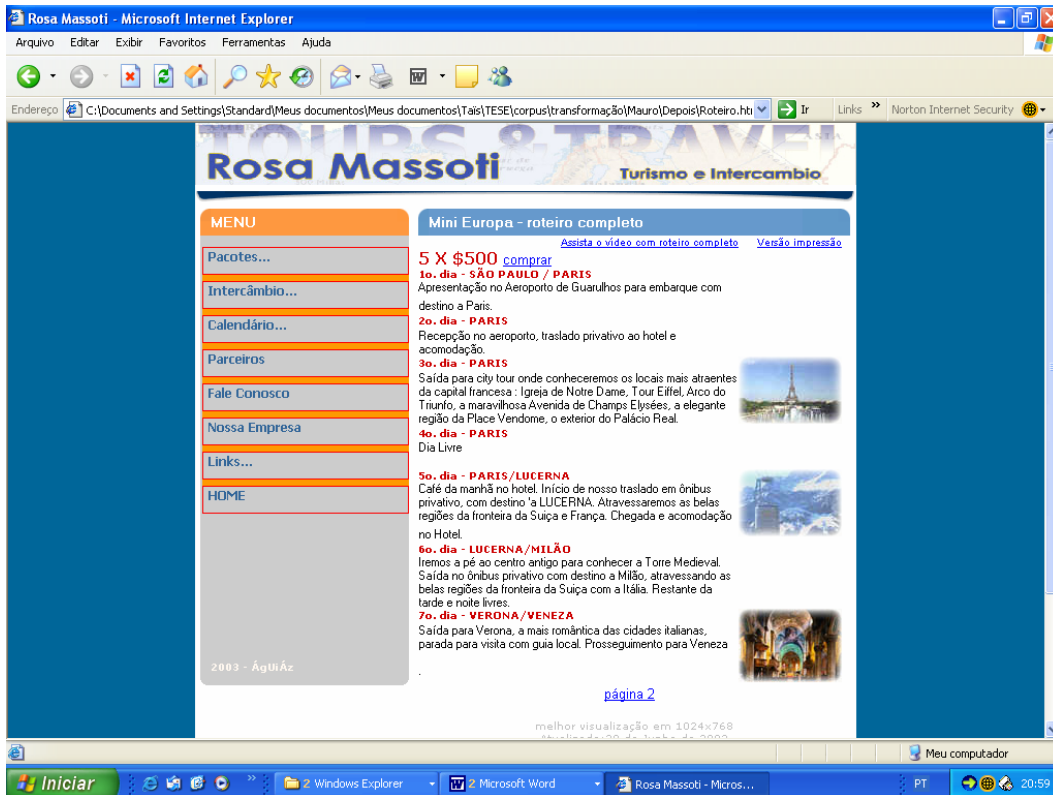 Rosa Massoti - Microsoft Internet Explorer
Arquivo Editar Exibir Favoritos Ferramentas Ajuda
Endereço C:\Documents and Settings\Standard\Meus documentos\Meus documentos\Taïs\TESE\corpus\transformação\Mauro\Depois\Roteiro.htm Ir Links » Norton Internet Security
TOURS & TRAVEL
Rosa Massoti
Turismo e Intercambio
MENU
Pacotes...
Intercâmbio...
Calendário...
Parceiros
Fale Conosco
Nossa Empresa
Links...
HOME
2003 - ÁgUiÁz
Mini Europa - roteiro completo
Assista o vídeo com roteiro completo Versão impressão
5 X $500 comprar
1o. dia - SÃO PAULO / PARIS
Apresentação no Aeroporto de Guarulhos para embarque com
destino a Paris.
2o. dia - PARIS
Recepção no aeroporto, traslado privativo ao hotel e
acomodação.
3o. dia - PARIS
Saída para city tour onde conheceremos os locais mais atraentes
da capital francesa : Igreja de Notre Dame, Tour Eiffel, Arco do
Triunfo, a maravilhosa Avenida de Champs Elysées, a elegante
região da Place Vendome, o exterior do Palácio Real.
4o. dia - PARIS
Dia Livre
5o. dia - PARIS/LUCERNA
Café da manhã no hotel. Início de nosso traslado em ônibus
privativo, com destino 'a LUCERNA. Atravessaremos as belas
regiões da fronteira da Suiça e França. Chegada e acomodação
no Hotel.
6o. dia - LUCERNA/MILÃO
Iremos a pé ao centro antigo para conhecer a Torre Medieval.
Saída no ônibus privativo com destino a Milão, atravessando as
belas regiões da fronteira da Suiça com a Itália. Restante da
tarde e noite livres.
7o. dia - VERONA/VENEZA
Saída para Verona, a mais romântica das cidades italianas,
parada para visita com guia local. Prosseguimento para Veneza
.
página 2
melhor visualização em 1024x768
Meu computador
Iniciar » 2 Windows Explorer 2 Microsoft Word Rosa Massoti - Micros... PT 20:59